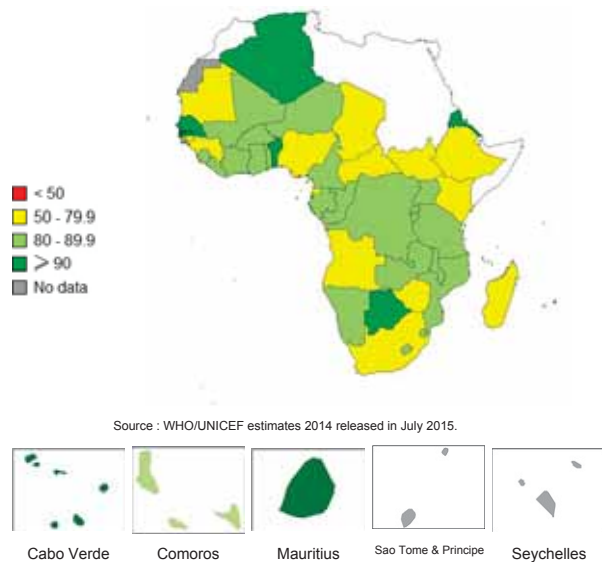 < 50
50 - 79.9
80 - 89.9
⩾ 90
No data
Source : WHO/UNICEF estimates 2014 released in July 2015.
Cabo Verde
Comoros
Mauritius
Sao Tome & Principe
Seychelles